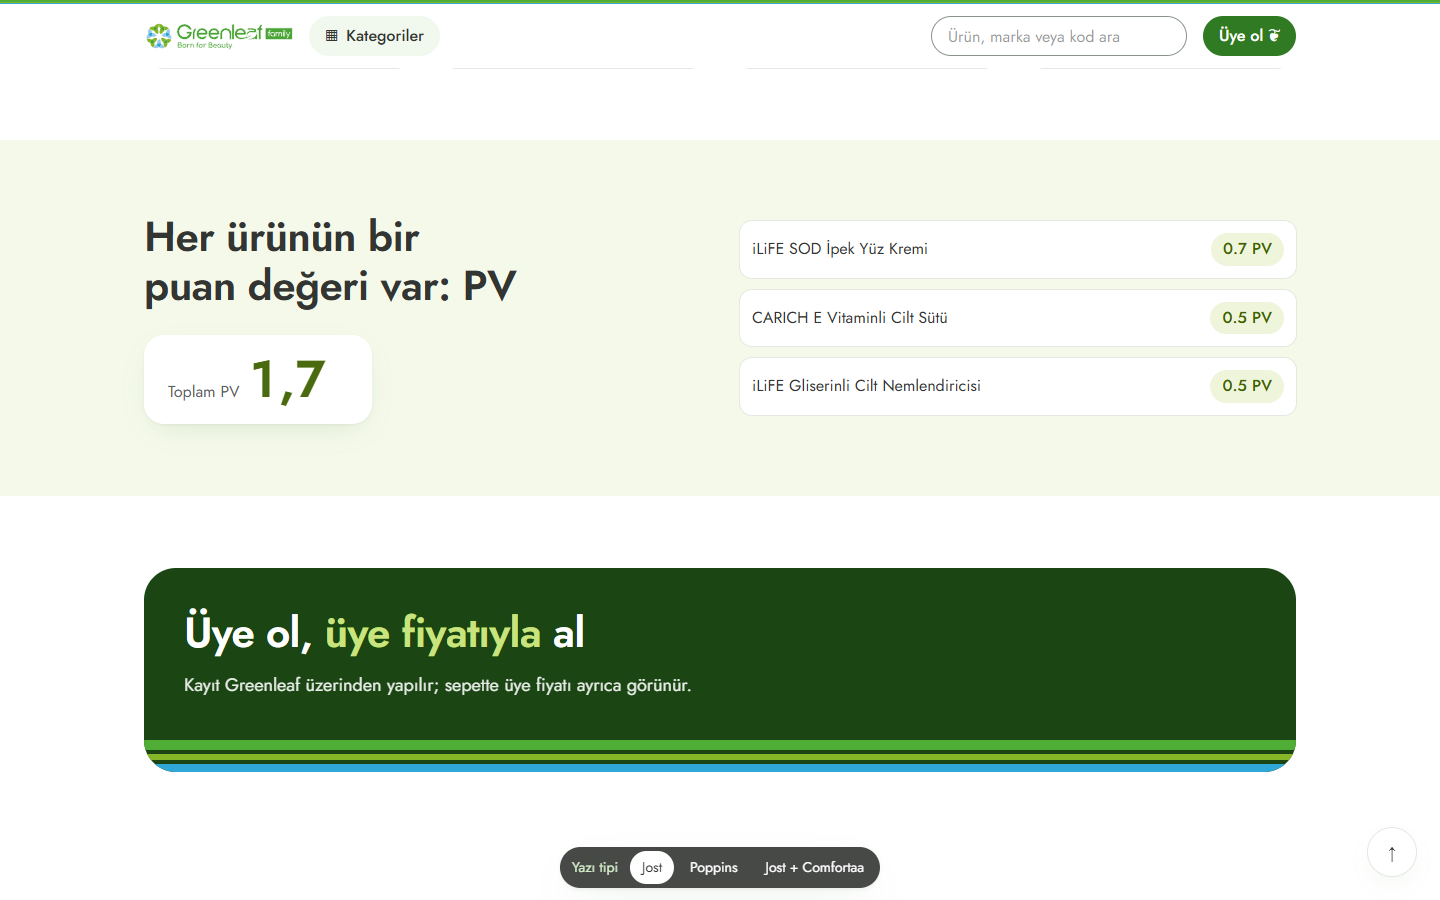 Greenleaf family
Born for Beauty
Kategoriler
Ürün, marka veya kod ara
Üye ol
Her ürünün bir
puan değeri var: PV
Toplam PV 1,7
iLiFE SOD İpek Yüz Kremi 0.7 PV
CARICH E Vitaminli Cilt Sütü 0.5 PV
iLiFE Gliserinli Cilt Nemlendiricisi 0.5 PV
Üye ol, üye fiyatıyla al
Kayıt Greenleaf üzerinden yapılır; sepette üye fiyatı ayrıca görünür.
Yazı tipi Jost Poppins Jost + Comfortaa
↑